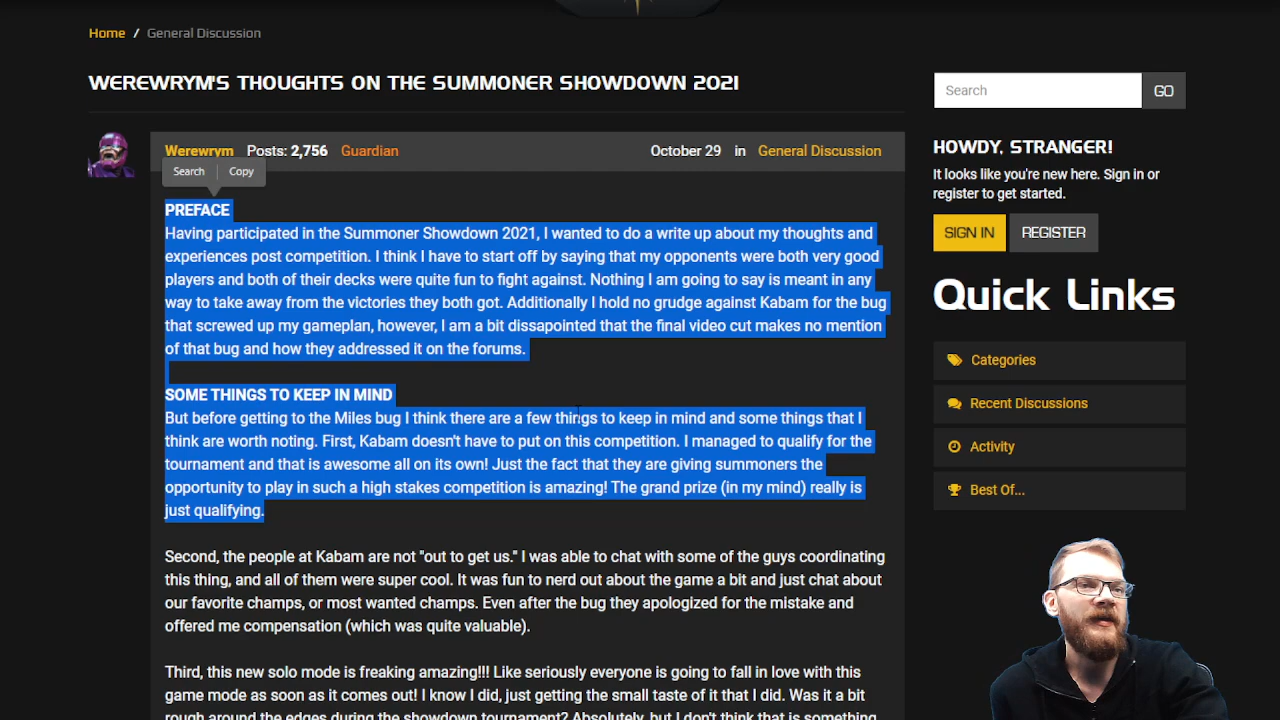 Home / General Discussion
WEREWRYM'S THOUGHTS ON THE SUMMONER SHOWDOWN 2021
Search GO
Werewrym Posts: 2,756 Guardian October 29 in General Discussion
Search Copy
PREFACE
Having participated in the Summoner Showdown 2021, I wanted to do a write up about my thoughts and
experiences post competition. I think I have to start off by saying that my opponents were both very good
players and both of their decks were quite fun to fight against. Nothing I am going to say is meant in any
way to take away from the victories they both got. Additionally I hold no grudge against Kabam for the bug
that screwed up my gameplan, however, I am a bit dissapointed that the final video cut makes no mention
of that bug and how they addressed it on the forums.
SOME THINGS TO KEEP IN MIND
But before getting to the Miles bug I think there are a few things to keep in mind and some things that I
think are worth noting. First, Kabam doesn't have to put on this competition. I managed to qualify for the
tournament and that is awesome all on its own! Just the fact that they are giving summoners the
opportunity to play in such a high stakes competition is amazing! The grand prize (in my mind) really is
just qualifying.
Second, the people at Kabam are not "out to get us." I was able to chat with some of the guys coordinating
this thing, and all of them were super cool. It was fun to nerd out about the game a bit and just chat about
our favorite champs, or most wanted champs. Even after the bug they apologized for the mistake and
offered me compensation (which was quite valuable).
Third, this new solo mode is freaking amazing!!! Like seriously everyone is going to fall in love with this
game mode as soon as it comes out! I know I did, just getting the small taste of it that I did. Was it a bit
rough around the edges during the showdown tournament? Absolutely, but I don't think that is something
HOWDY, STRANGER!
It looks like you're new here. Sign in or
register to get started.
SIGN IN REGISTER
Quick Links
Categories
Recent Discussions
Activity
Best Of...